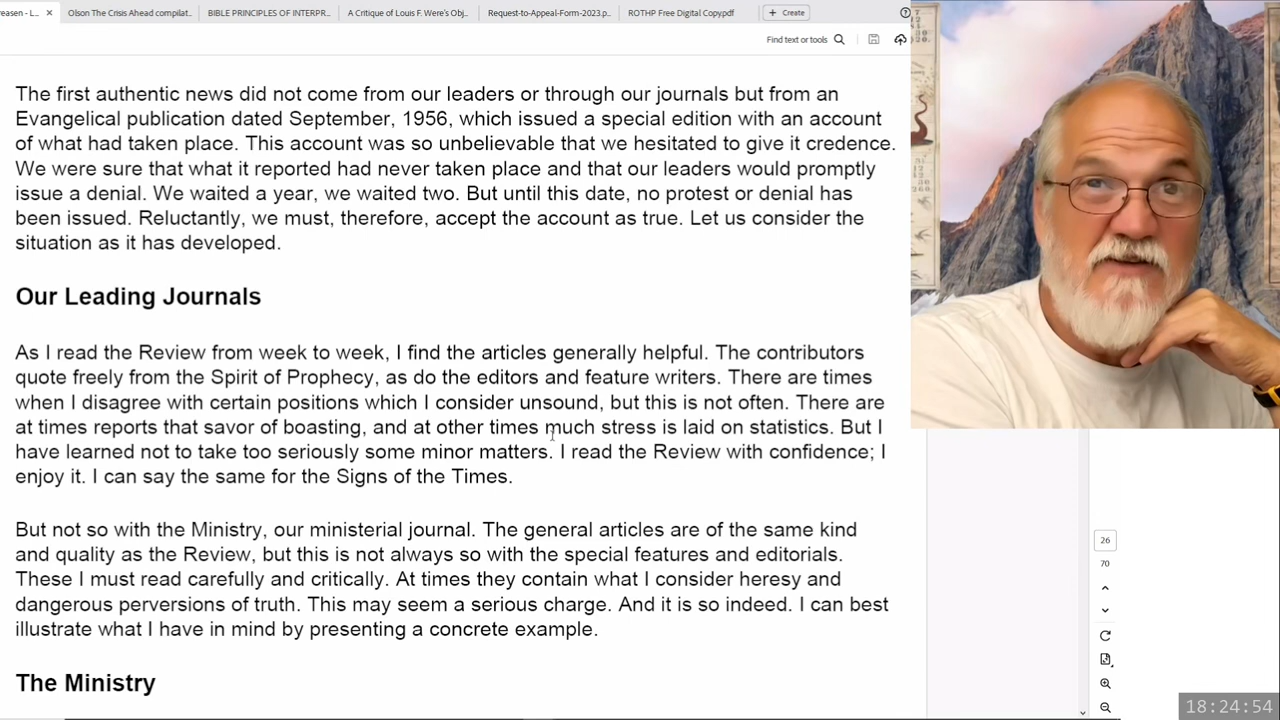 reasen - L...
Olson The Crisis Ahead compilat...
BIBLE PRINCIPLES OF INTERPR...
A Critique of Louis F. Were's Obj...
Request-to-Appeal-Form-2023.p...
ROTHP Free Digital Copy.pdf
+ Create
Find text or tools
The first authentic news did not come from our leaders or through our journals but from an
Evangelical publication dated September, 1956, which issued a special edition with an account
of what had taken place. This account was so unbelievable that we hesitated to give it credence.
We were sure that what it reported had never taken place and that our leaders would promptly
issue a denial. We waited a year, we waited two. But until this date, no protest or denial has
been issued. Reluctantly, we must, therefore, accept the account as true. Let us consider the
situation as it has developed.
Our Leading Journals
As I read the Review from week to week, I find the articles generally helpful. The contributors
quote freely from the Spirit of Prophecy, as do the editors and feature writers. There are times
when I disagree with certain positions which I consider unsound, but this is not often. There are
at times reports that savor of boasting, and at other times much stress is laid on statistics. But I
have learned not to take too seriously some minor matters. I read the Review with confidence; I
enjoy it. I can say the same for the Signs of the Times.
But not so with the Ministry, our ministerial journal. The general articles are of the same kind
and quality as the Review, but this is not always so with the special features and editorials.
These I must read carefully and critically. At times they contain what I consider heresy and
dangerous perversions of truth. This may seem a serious charge. And it is so indeed. I can best
illustrate what I have in mind by presenting a concrete example.
The Ministry
26
70
18:24:54